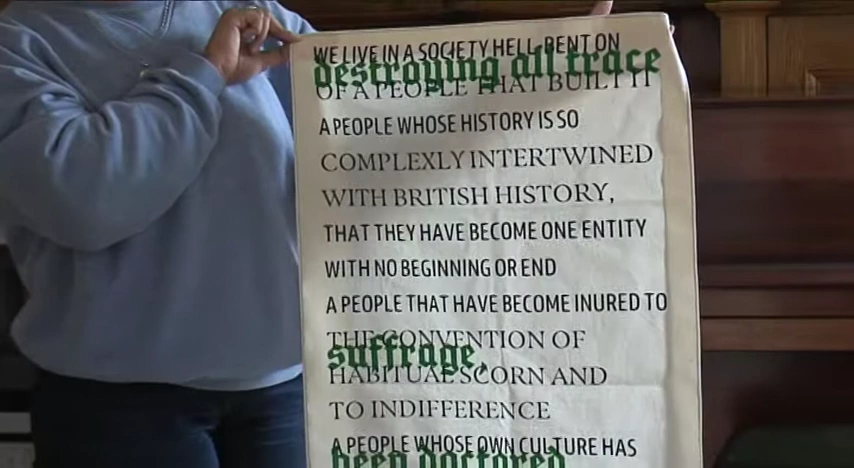 WE LIVE IN A SOCIETY HELL-BENT ON
destroying all trace
OF A PEOPLE THAT BUILT IT
A PEOPLE WHOSE HISTORY IS SO
COMPLEXLY INTERTWINED
WITH BRITISH HISTORY,
THAT THEY HAVE BECOME ONE ENTITY
WITH NO BEGINNING OR END
A PEOPLE THAT HAVE BECOME INURED TO
THE CONVENTION OF
suffrage,
HABITUAL SCORN AND
TO INDIFFERENCE
A PEOPLE WHOSE OWN CULTURE HAS
been doctored